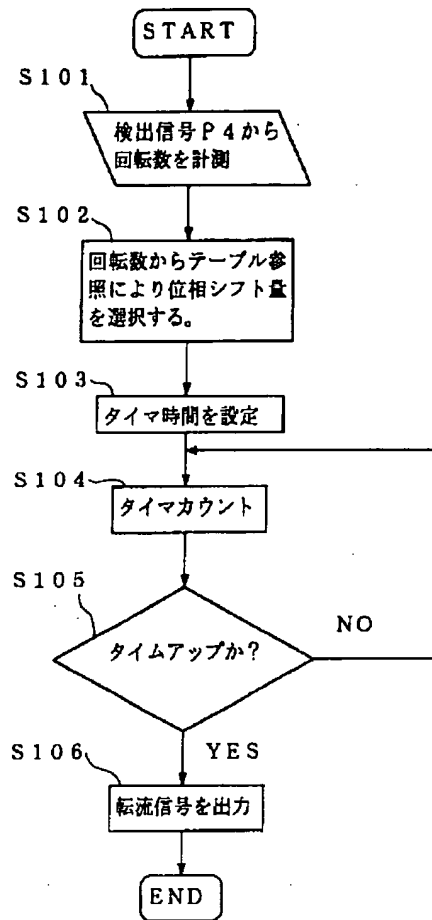 START
S101
検出信号P4から
回転数を計測
S102
回転数からテーブル参
照により位相シフト量
を選択する。
S103
タイマ時間を設定
S104
タイマカウント
S105
タイムアップか?
NO
YES
S106
転流信号を出力
END